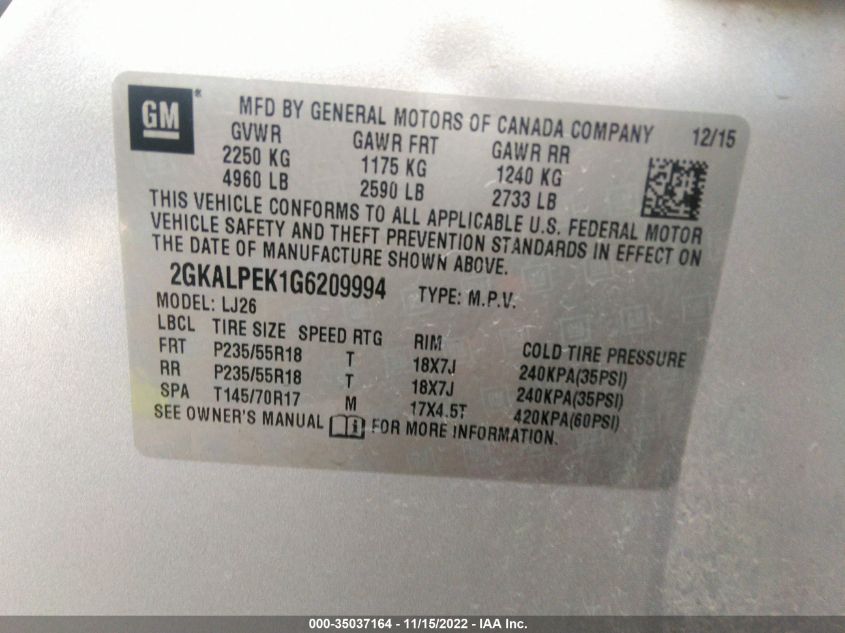 GM® MFD BY GENERAL MOTORS OF CANADA COMPANY 12/15
GVWR GAWR FRT GAWR RR
2250 KG 1175 KG 1240 KG
4960 LB 2590 LB 2733 LB
THIS VEHICLE CONFORMS TO ALL APPLICABLE U.S. FEDERAL MOTOR
VEHICLE SAFETY AND THEFT PREVENTION STANDARDS IN EFFECT ON
THE DATE OF MANUFACTURE SHOWN ABOVE.
2GKALPEK1G6209994 TYPE: M.P.V.
MODEL: LJ26
LBCL TIRE SIZE SPEED RTG RIM COLD TIRE PRESSURE
FRT P235/55R18 T 18X7J 240KPA(35PSI)
RR P235/55R18 T 18X7J 240KPA(35PSI)
SPA T145/70R17 M 17X4.5T 420KPA(60PSI)
SEE OWNER'S MANUAL i FOR MORE INFORMATION.
000-35037164 - 11/15/2022 - IAA Inc.